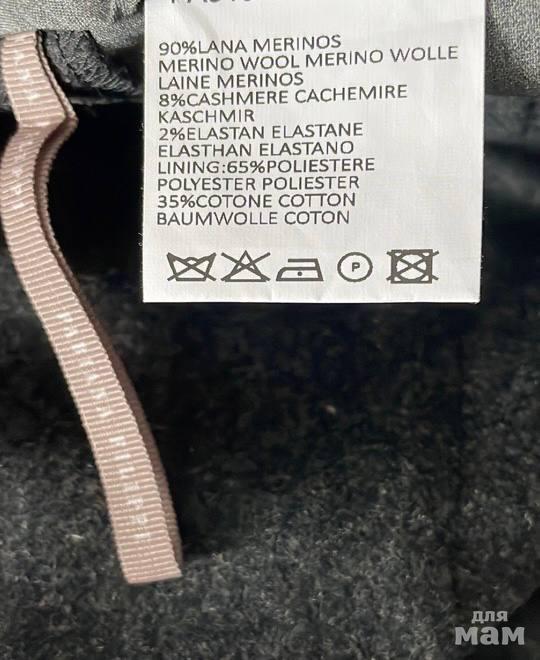 90%LANA MERINOS
MERINO WOOL MERINO WOLLE
LAINE MERINOS
8%CASHMERE CACHEMIRE
KASCHMIR
2%ELASTAN ELASTANE
ELASTHAN ELASTANO
LINING:65%POLIESTERE
POLYESTER POLIESTER
35%COTONE COTTON
BAUMWOLLE COTON
P
для
мам